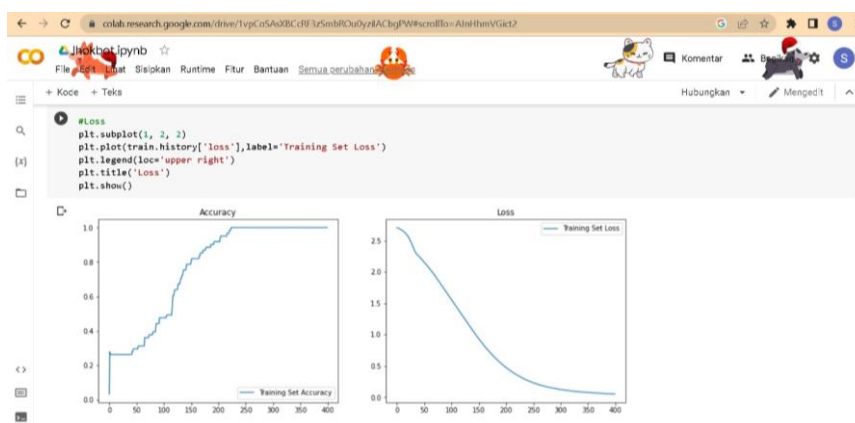 colab.research.google.com/drive/1vpCoSAsXBCcRF3zSmbROu0yzilACbgPW#scrollTo=AInHhmVGict2
Jhokbot.ipynb
File Edit Lihat Sisipkan Runtime Fitur Bantuan Semua perubahan
Komentar
S
+ Kode + Teks
Hubungkan
Mengedit
#Loss
plt.subplot(1, 2, 2)
plt.plot(train.history['loss'],label='Training Set Loss')
plt.legend(loc='upper right')
plt.title('Loss')
plt.show()
Accuracy
1.0
0.8
0.6
0.4
0.2
0.0
Training Set Accuracy
0 50 100 150 200 250 300 350 400
Loss
Training Set Loss
2.5
2.0
1.5
1.0
0.5
0.0
0 50 100 150 200 250 300 350 400